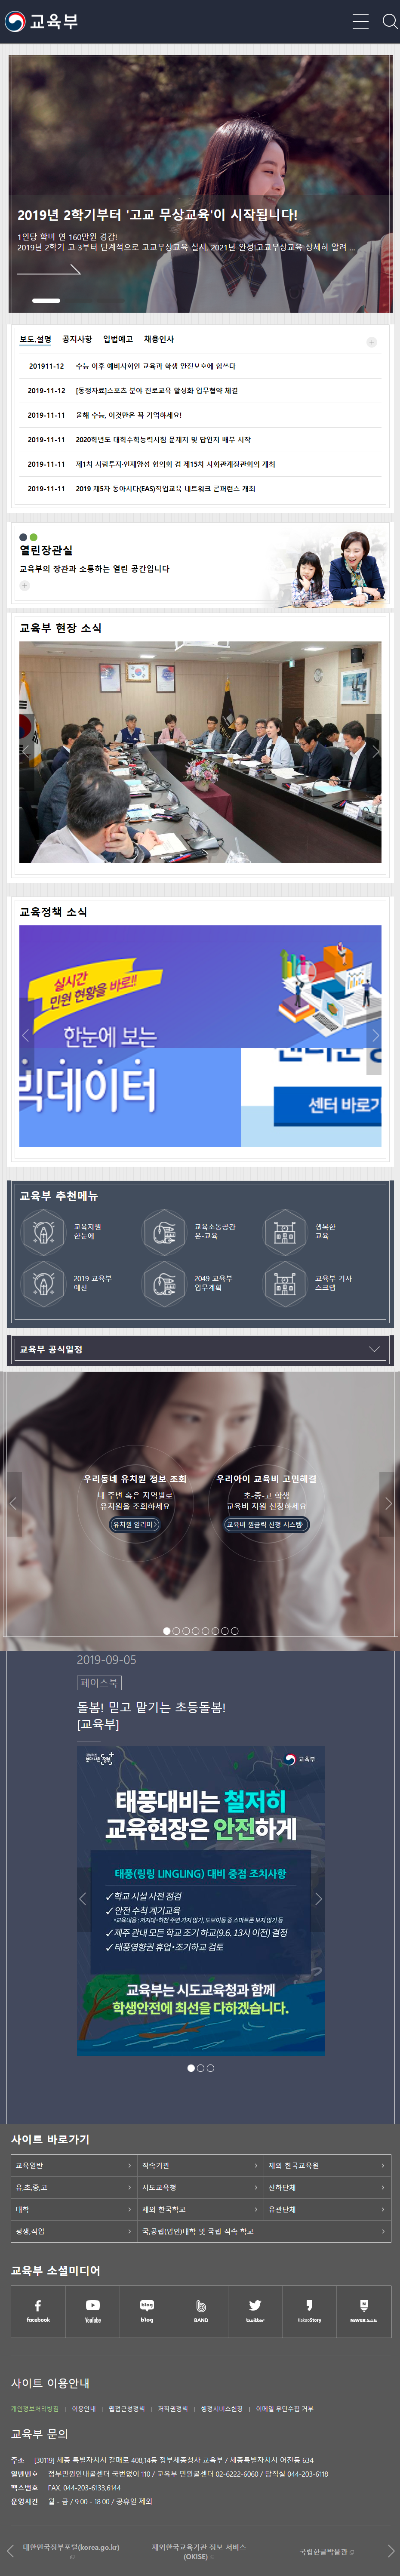 교육부
2019년 2학기부터 '고교 무상교육'이 시작됩니다!
1인당 학비 연 160만원 경감!
2019년 2학기 고 3부터 단계적으로 고교무상교육 실시, 2021년 완성!고교무상교육 상세히 알려 ...
보도.설명 공지사항 입법예고 채용인사
201911-12 수능 이후 예비사회인 교육과 학생 안전보호에 힘쓰다
2019-11-12 [동정자료]스포츠 분야 진로교육 활성화 업무협약 체결
2019-11-11 올해 수능, 이것만은 꼭 기억하세요!
2019-11-11 2020학년도 대학수학능력시험 문제지 및 답안지 배부 시작
2019-11-11 제1차 사람투자·인재양성 협의회 겸 제15차 사회관계장관회의 개최
2019-11-11 2019 제5차 동아시다(EAS)직업교육 네트워크 콘퍼런스 개최
열린장관실
교육부의 장관과 소통하는 열린 공간입니다
교육부 현장 소식
교육정책 소식
실시간
민원 현황을 바로!!
한눈에 보는
빅데이터
센터 바로가기
교육부 추천메뉴
교육지원
한눈에
교육소통공간
온-교육
행복한
교육
2019 교육부
예산
2049 교육부
업무계획
교육부 기사
스크랩
교육부 공식일정
우리동네 유치원 정보 조회
내 주변 혹은 지역별로
유치원을 조회하세요
유치원 알리미
우리아이 교육비 고민해결
초·중·고 학생
교육비 지원 신청하세요
교육비 원클릭 신청 시스템
2019-09-05
페이스북
돌봄! 믿고 맡기는 초등돌봄!
[교육부]
교육부
태풍대비는 철저히
교육현장은 안전하게
태풍(링링 LINGLING) 대비 중점 조치사항
✓학교 시설 사전 점검
✓안전 수칙 계기교육
•교육내용 : 저지대·하천 주변 가지 않기, 도보이동 중 스마트폰 보지 않기 등
✓제주 관내 모든 학교 조기 하교(9.6. 13시 이전) 결정
✓태풍영향권 휴업·조기하교 검토
교육부는 시도교육청과 함께
학생안전에 최선을 다하겠습니다.
사이트 바로가기
교육일반 직속기관 재외 한국교육원
유,초,중,고 시도교육청 산하단체
대학 재외 한국학교 유관단체
평생,직업 국,공립(법인)대학 및 국립 직속 학교
교육부 소셜미디어
facebook YouTube blog BAND twitter KakaoStory NAVER 포스트
사이트 이용안내
개인정보처리방침 | 이용안내 | 웹접근성정책 | 저작권정책 | 행정서비스헌장 | 이메일 무단수집 거부
교육부 문의
주소 [30119] 세종 특별자치시 갈매로 408,14동 정부세종청사 교육부 / 세종특별자치시 어진동 634
일반번호 정부민원안내콜센터 국번없이 110 / 교육부 민원콜센터 02-6222-6060 / 당직실 044-203-6118
팩스번호 FAX. 044-203-6133,6144
운영시간 월 - 금 / 9:00 - 18:00 / 공휴일 제외
대한민국정부포털(korea.go.kr)
재외한국교육기관 정보 서비스
(OKISE)
국립한글박물관